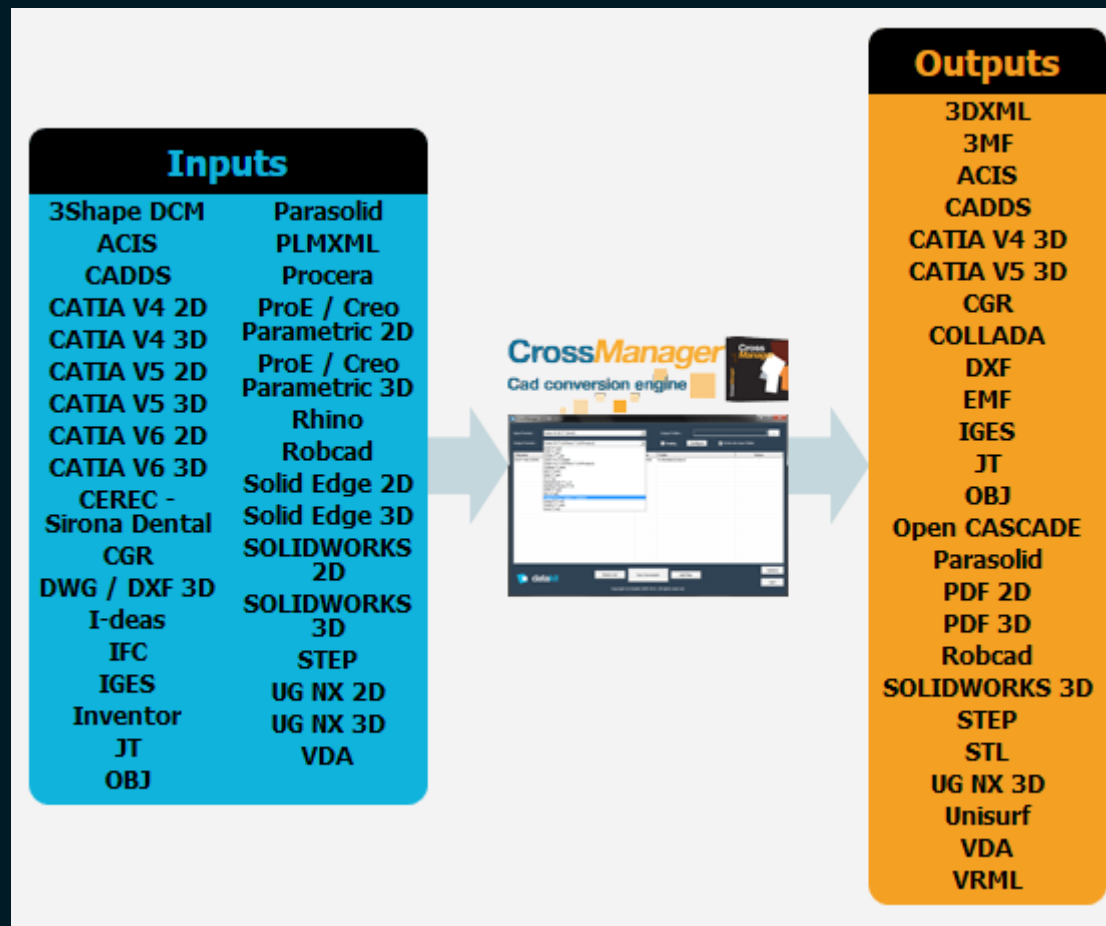 Inputs
3Shape DCM
ACIS
CADDS
CATIA V4 2D
CATIA V4 3D
CATIA V5 2D
CATIA V5 3D
CATIA V6 2D
CATIA V6 3D
CEREC -
Sirona Dental
CGR
DWG / DXF 3D
I-deas
IFC
IGES
Inventor
JT
OBJ
Parasolid
PLMXML
Procera
ProE / Creo
Parametric 2D
ProE / Creo
Parametric 3D
Rhino
Robcad
Solid Edge 2D
Solid Edge 3D
SOLIDWORKS
2D
SOLIDWORKS
3D
STEP
UG NX 2D
UG NX 3D
VDA
CrossManager
Cad conversion engine
Cross
Manager
Outputs
3DXML
3MF
ACIS
CADDS
CATIA V4 3D
CATIA V5 3D
CGR
COLLADA
DXF
EMF
IGES
JT
OBJ
Open CASCADE
Parasolid
PDF 2D
PDF 3D
Robcad
SOLIDWORKS 3D
STEP
STL
UG NX 3D
Unisurf
VDA
VRML